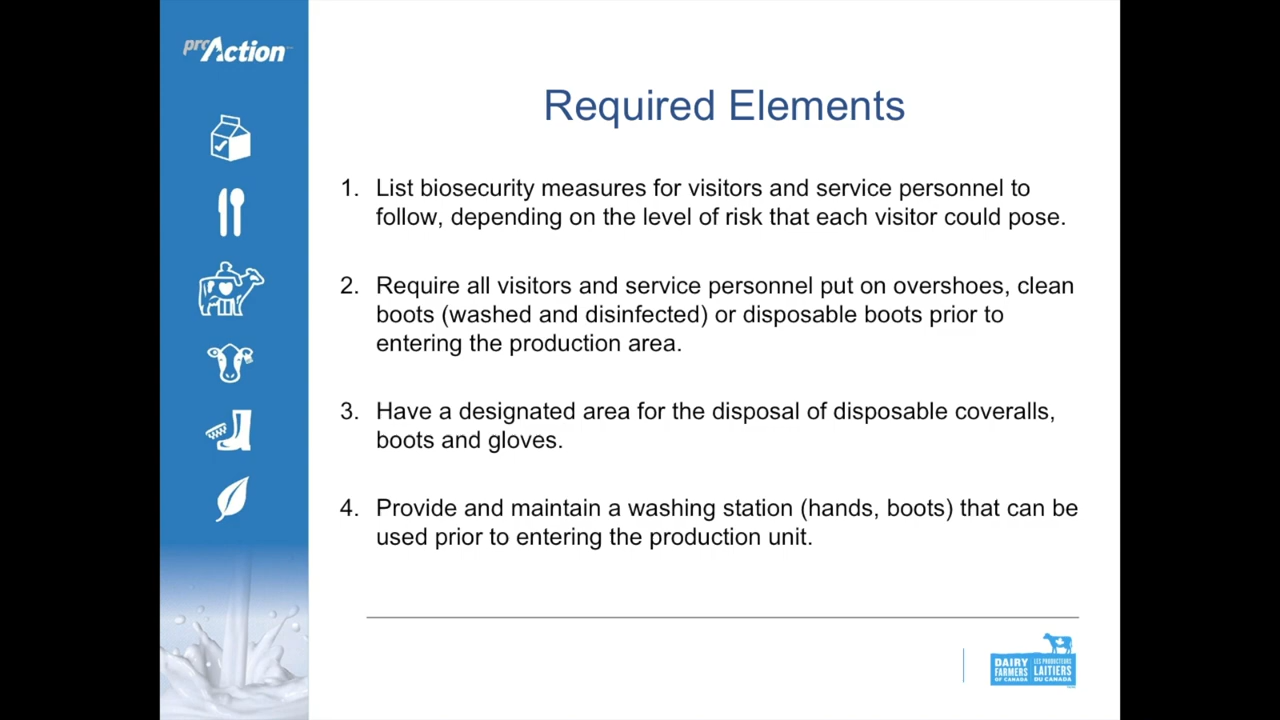 proAction
Required Elements
1. List biosecurity measures for visitors and service personnel to
follow, depending on the level of risk that each visitor could pose.
2. Require all visitors and service personnel put on overshoes, clean
boots (washed and disinfected) or disposable boots prior to
entering the production area.
3. Have a designated area for the disposal of disposable coveralls,
boots and gloves.
4. Provide and maintain a washing station (hands, boots) that can be
used prior to entering the production unit.
DAIRY
FARMERS
OF CANADA
LES PRODUCTEURS
LAITIERS
DU CANADA